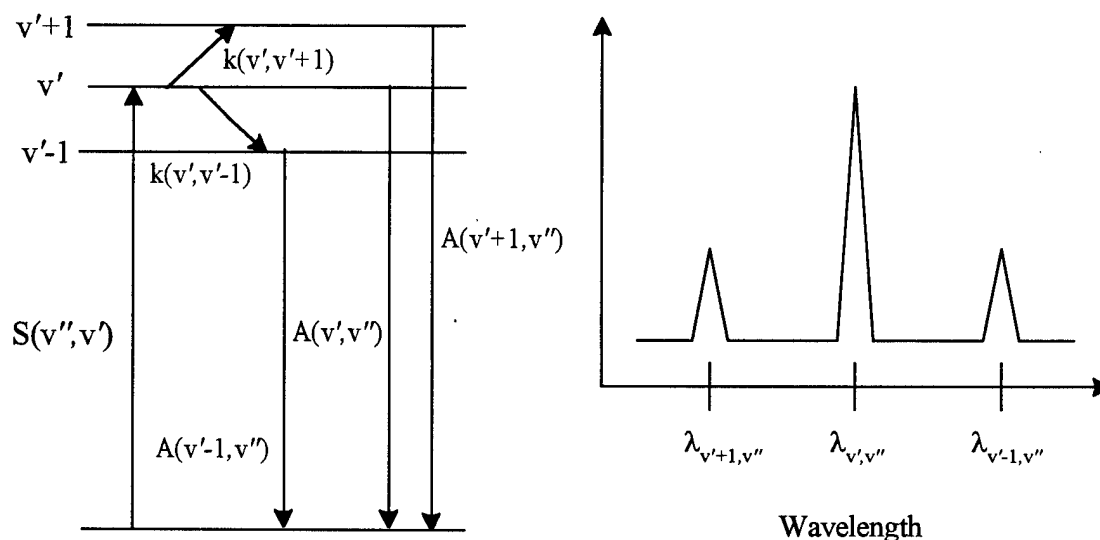 v'+1
k(v',v'+1)
v'
v'-1
k(v',v'-1)
A(v'+1,v")
S(v",v')
A(v',v")
A(v'-1,v")
λv'+1,v"
λv',v"
λv'-1,v"
Wavelength